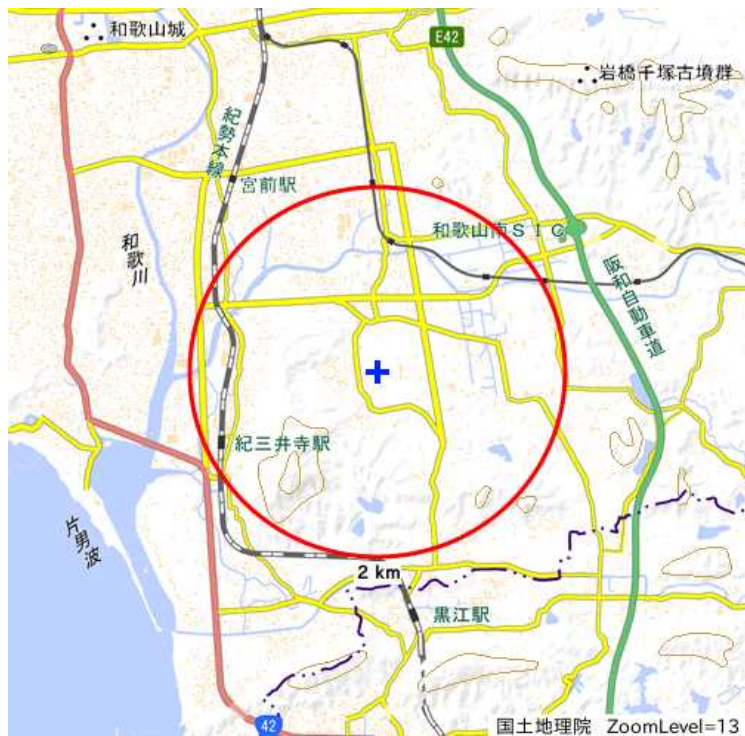 和歌山城
E42
岩橋千塚古墳群
紀勢本線
宮前駅
和歌山南SIC
和歌川
阪和自動車道
紀三井寺駅
片男波
2 km
黒江駅
42
国土地理院 ZoomLevel=13